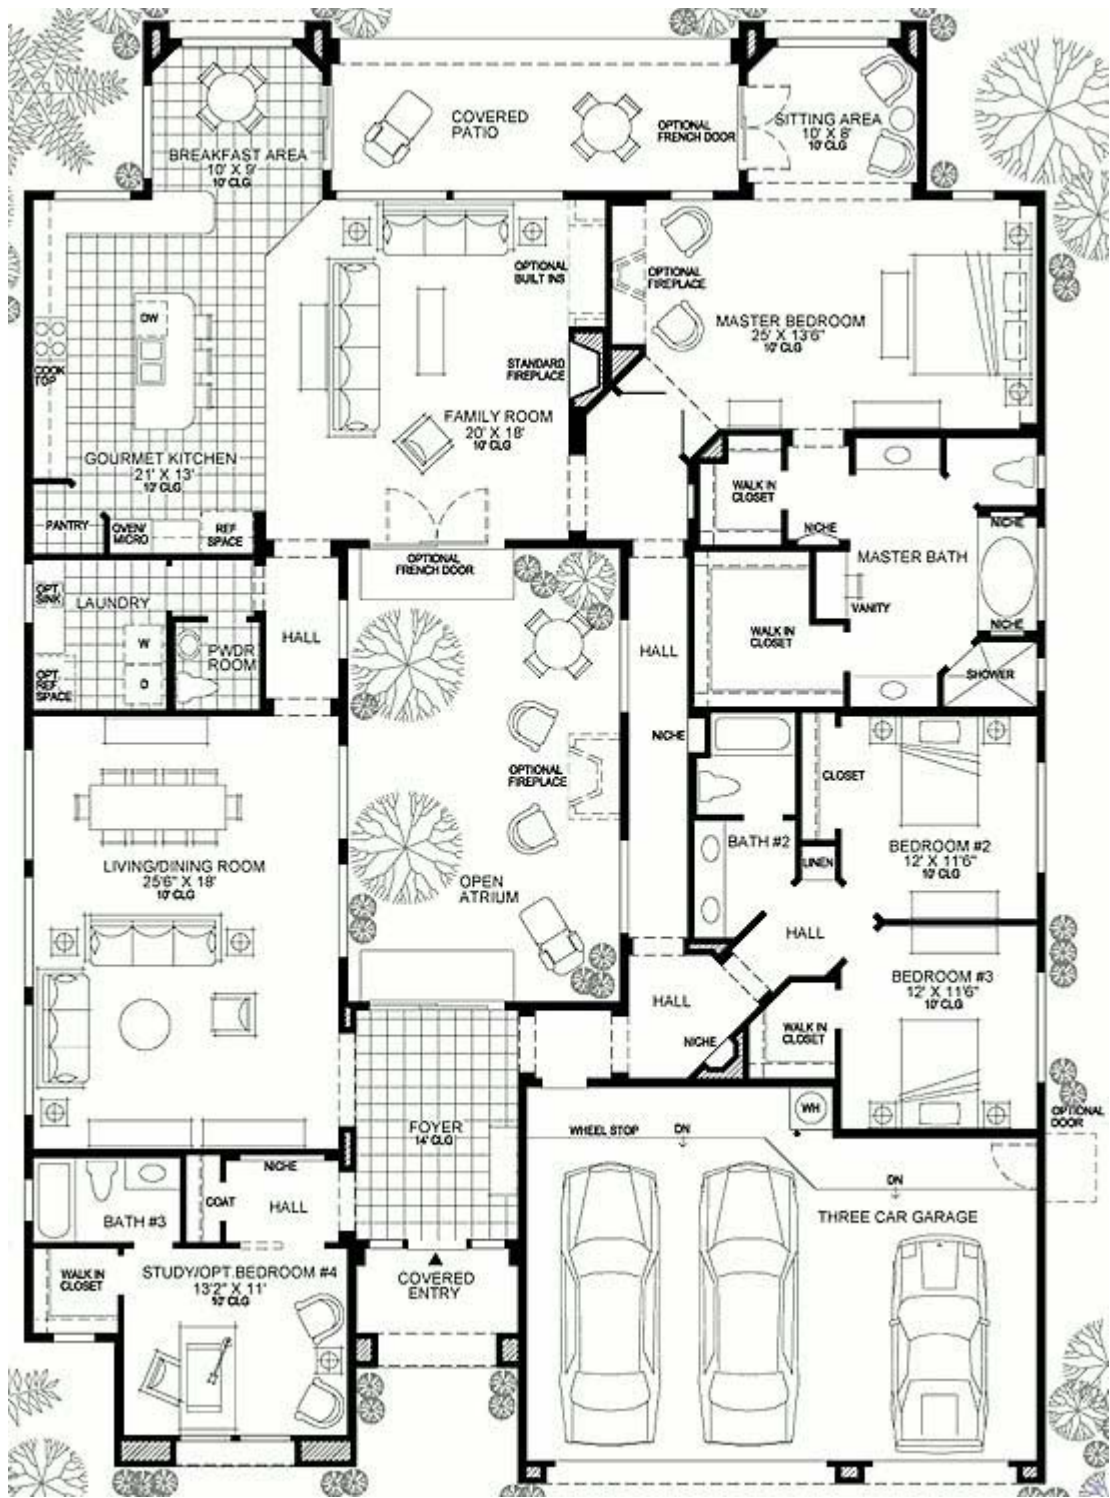 COVERED
PATIO
OPTIONAL
FRENCH DOOR
SITTING AREA
10' X 8'
10' CLG
BREAKFAST AREA
10' X 9'
10' CLG
OPTIONAL
BUILT INS
OPTIONAL
FIREPLACE
DW
MASTER BEDROOM
25' X 13'6"
10' CLG
COOK
TOP
STANDARD
FIREPLACE
FAMILY ROOM
20' X 18'
10' CLG
GOURMET KITCHEN
21' X 13'
10' CLG
WALK IN
CLOSET
PANTRY
OVEN/
MICRO
REF
SPACE
NICHE
NICHE
OPTIONAL
FRENCH DOOR
MASTER BATH
OPT.
SINK
LAUNDRY
VANITY
W
HALL
PWDR
ROOM
HALL
WALK IN
CLOSET
NICHE
OPT.
REF.
SPACE
D
SHOWER
NICHE
OPTIONAL
FIREPLACE
CLOSET
BATH #2
BEDROOM #2
12' X 11'6"
10' CLG
LIVING/DINING ROOM
25'6" X 18'
10' CLG
LINEN
OPEN
ATRIUM
HALL
BEDROOM #3
12' X 11'6"
10' CLG
HALL
NICHE
WALK IN
CLOSET
WH
OPTIONAL
DOOR
FOYER
14' CLG
WHEEL STOP
DN
NICHE
COAT
HALL
BATH #3
DN
THREE CAR GARAGE
WALK IN
CLOSET
STUDY/OPT.BEDROOM #4
13'2" X 11'
10' CLG
COVERED
ENTRY